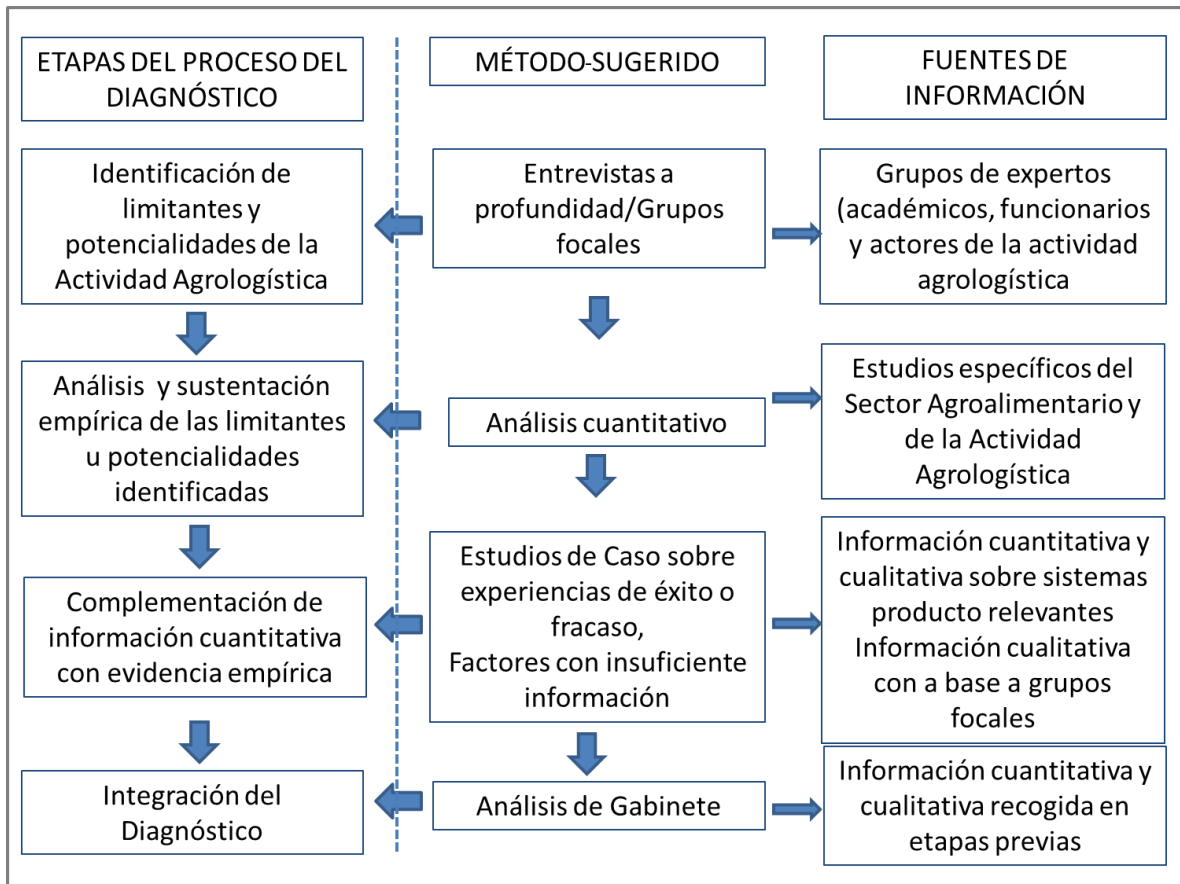 ETAPAS DEL PROCESO DEL
DIAGNÓSTICO
MÉTODO-SUGERIDO
FUENTES DE
INFORMACIÓN
Identificación de
limitantes y
potencialidades de la
Actividad Agrologística
Entrevistas a
profundidad/Grupos
focales
Grupos de expertos
(académicos, funcionarios
y actores de la actividad
agrologística
Análisis y sustentación
empírica de las limitantes
u potencialidades
identificadas
Análisis cuantitativo
Estudios específicos del
Sector Agroalimentario y
de la Actividad
Agrologística
Complementación de
información cuantitativa
con evidencia empírica
Estudios de Caso sobre
experiencias de éxito o
fracaso,
Factores con insuficiente
información
Información cuantitativa y
cualitativa sobre sistemas
producto relevantes
Información cualitativa
con a base a grupos
focales
Integración del
Diagnóstico
Análisis de Gabinete
Información cuantitativa y
cualitativa recogida en
etapas previas